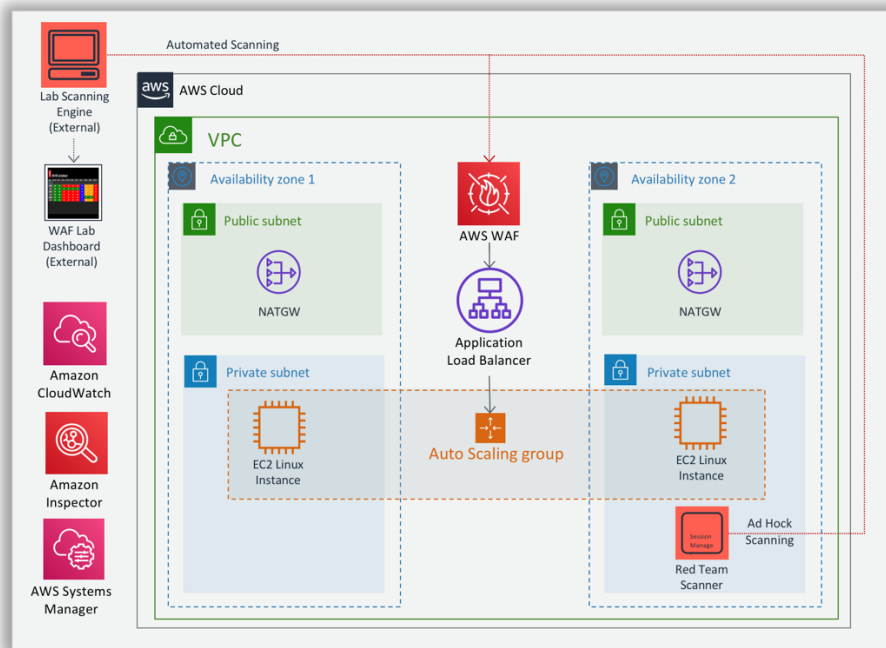 Automated Scanning
Lab Scanning
Engine
(External)
aws
AWS Cloud
VPC
WAF Lab
Dashboard
(External)
Availability zone 1
Public subnet
NATGW
Private subnet
EC2 Linux
Instance
AWS WAF
Application
Load Balancer
Auto Scaling group
Availability zone 2
Public subnet
NATGW
Private subnet
EC2 Linux
Instance
Session
Manage
Red Team
Scanner
Ad Hock
Scanning
Amazon
CloudWatch
Amazon
Inspector
AWS Systems
Manager